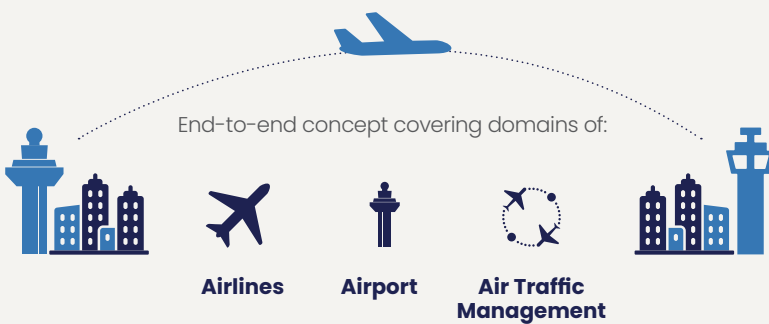 End-to-end concept covering domains of:
Airlines
Airport
Air Traffic
Management